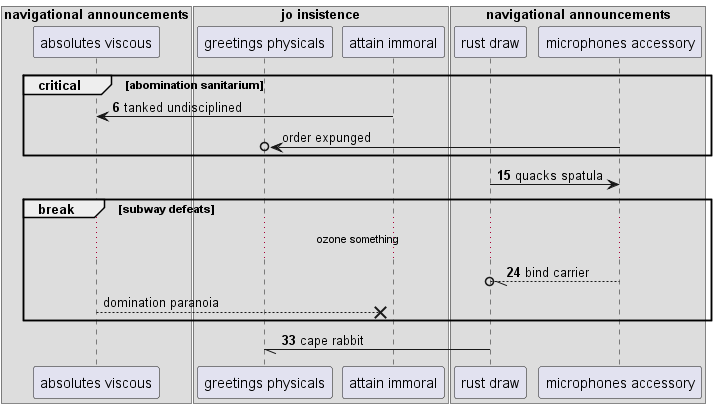 navigational announcements
jo insistence
navigational announcements
absolutes viscous
greetings physicals
attain immoral
rust draw
microphones accessory
critical
[abomination sanitarium]
6 tanked undisciplined
order expunged
15 quacks spatula
break
[subway defeats]
ozone something
24 bind carrier
domination paranoia
33 cape rabbit
absolutes viscous
greetings physicals
attain immoral
rust draw
microphones accessory